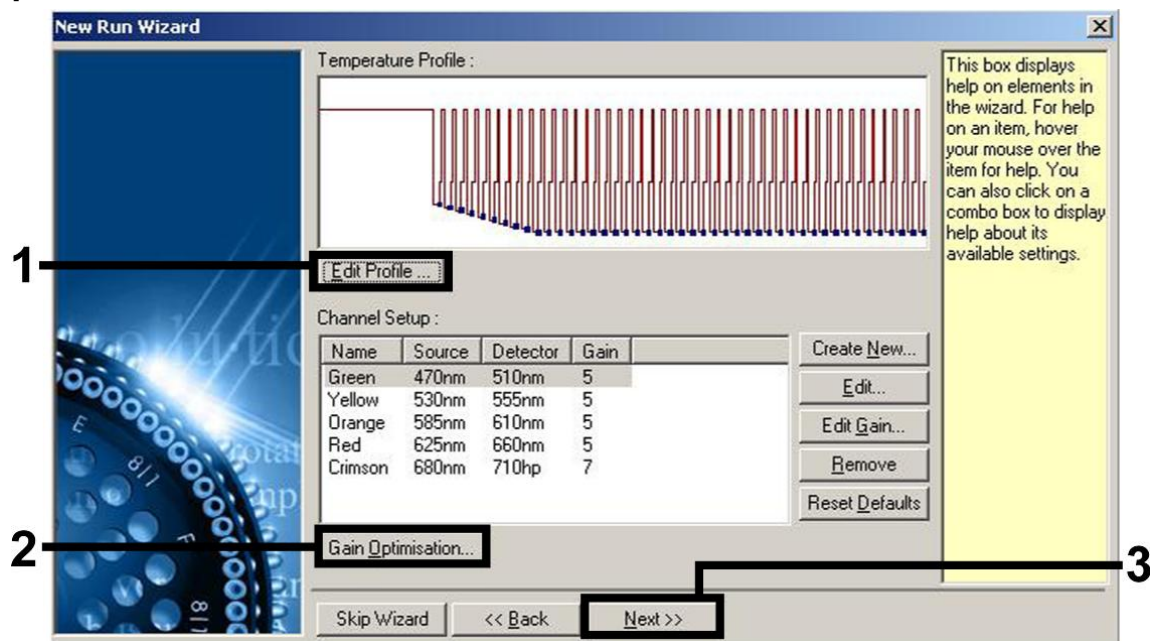 New Run Wizard
Temperature Profile :
This box displays
help on elements in
the wizard. For help
on an item, hover
your mouse over the
item for help. You
can also click on a
combo box to display
help about its
available settings.
1
Edit Profile ...
Channel Setup :
Name Source Detector Gain
Green 470nm 510nm 5
Yellow 530nm 555nm 5
Orange 585nm 610nm 5
Red 625nm 660nm 5
Crimson 680nm 710hp 7
Create New...
Edit...
Edit Gain...
Remove
Reset Defaults
2
Gain Optimisation...
3
Skip Wizard << Back Next >>